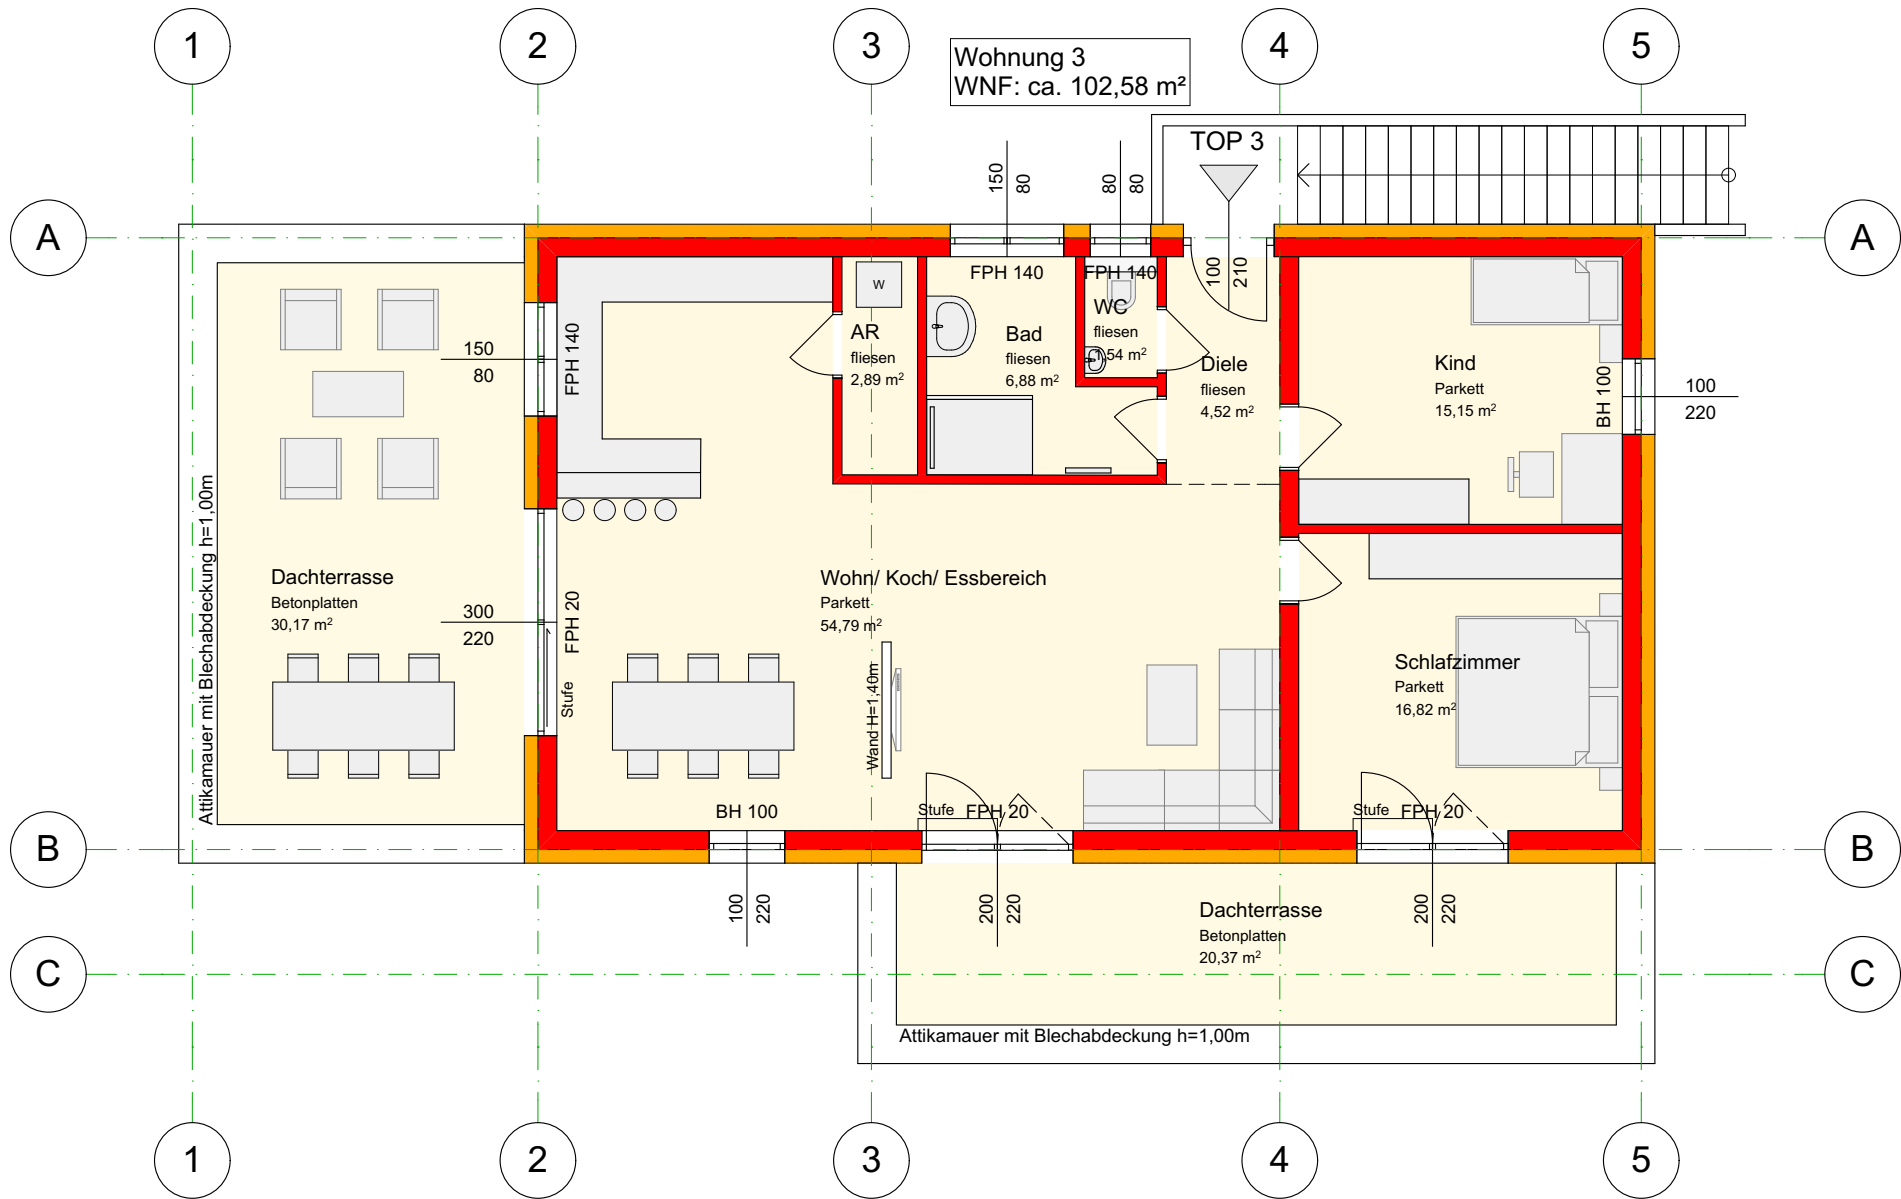 1
2
3
4
5
Wohnung 3
WNF: ca. 102,58 m²
TOP 3
A
A
150
80
80
80
100
210
FPH 140
FPH 140
W
AR
fliesen
2,89 m²
Bad
fliesen
6,88 m²
WC
fliesen
1,54 m²
Diele
fliesen
4,52 m²
Kind
Parkett
15,15 m²
BH 100
100
220
150
80
FPH 140
Attikamauer mit Blechabdeckung h=1,00m
Dachterrasse
Betonplatten
30,17 m²
300
220
FPH 20
Stufe
Wohn/ Koch/ Essbereich
Parkett
54,79 m²
Wand H=1,40m
Schlafzimmer
Parkett
16,82 m²
BH 100
Stufe
FPH 20
Stufe
FPH 20
B
B
100
220
200
220
200
220
Dachterrasse
Betonplatten
20,37 m²
C
C
Attikamauer mit Blechabdeckung h=1,00m
1
2
3
4
5